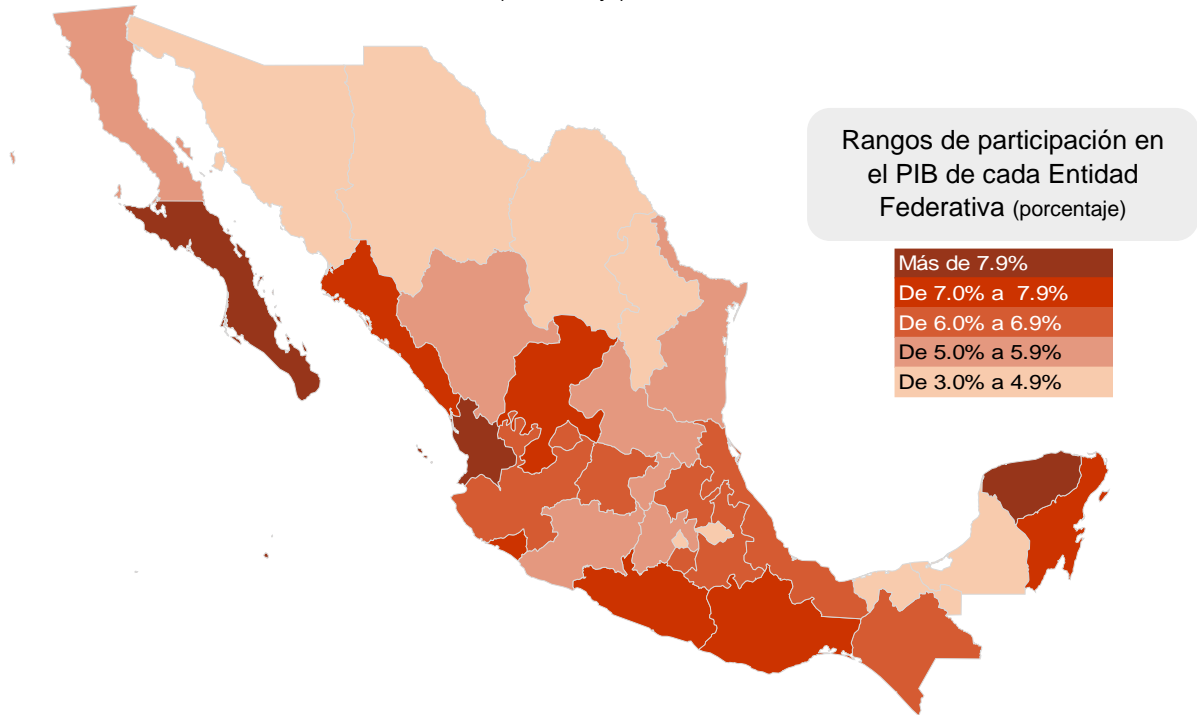 Rangos de participación en
el PIB de cada Entidad
Federativa (porcentaje)
Más de 7.9%
De 7.0% a 7.9%
De 6.0% a 6.9%
De 5.0% a 5.9%
De 3.0% a 4.9%